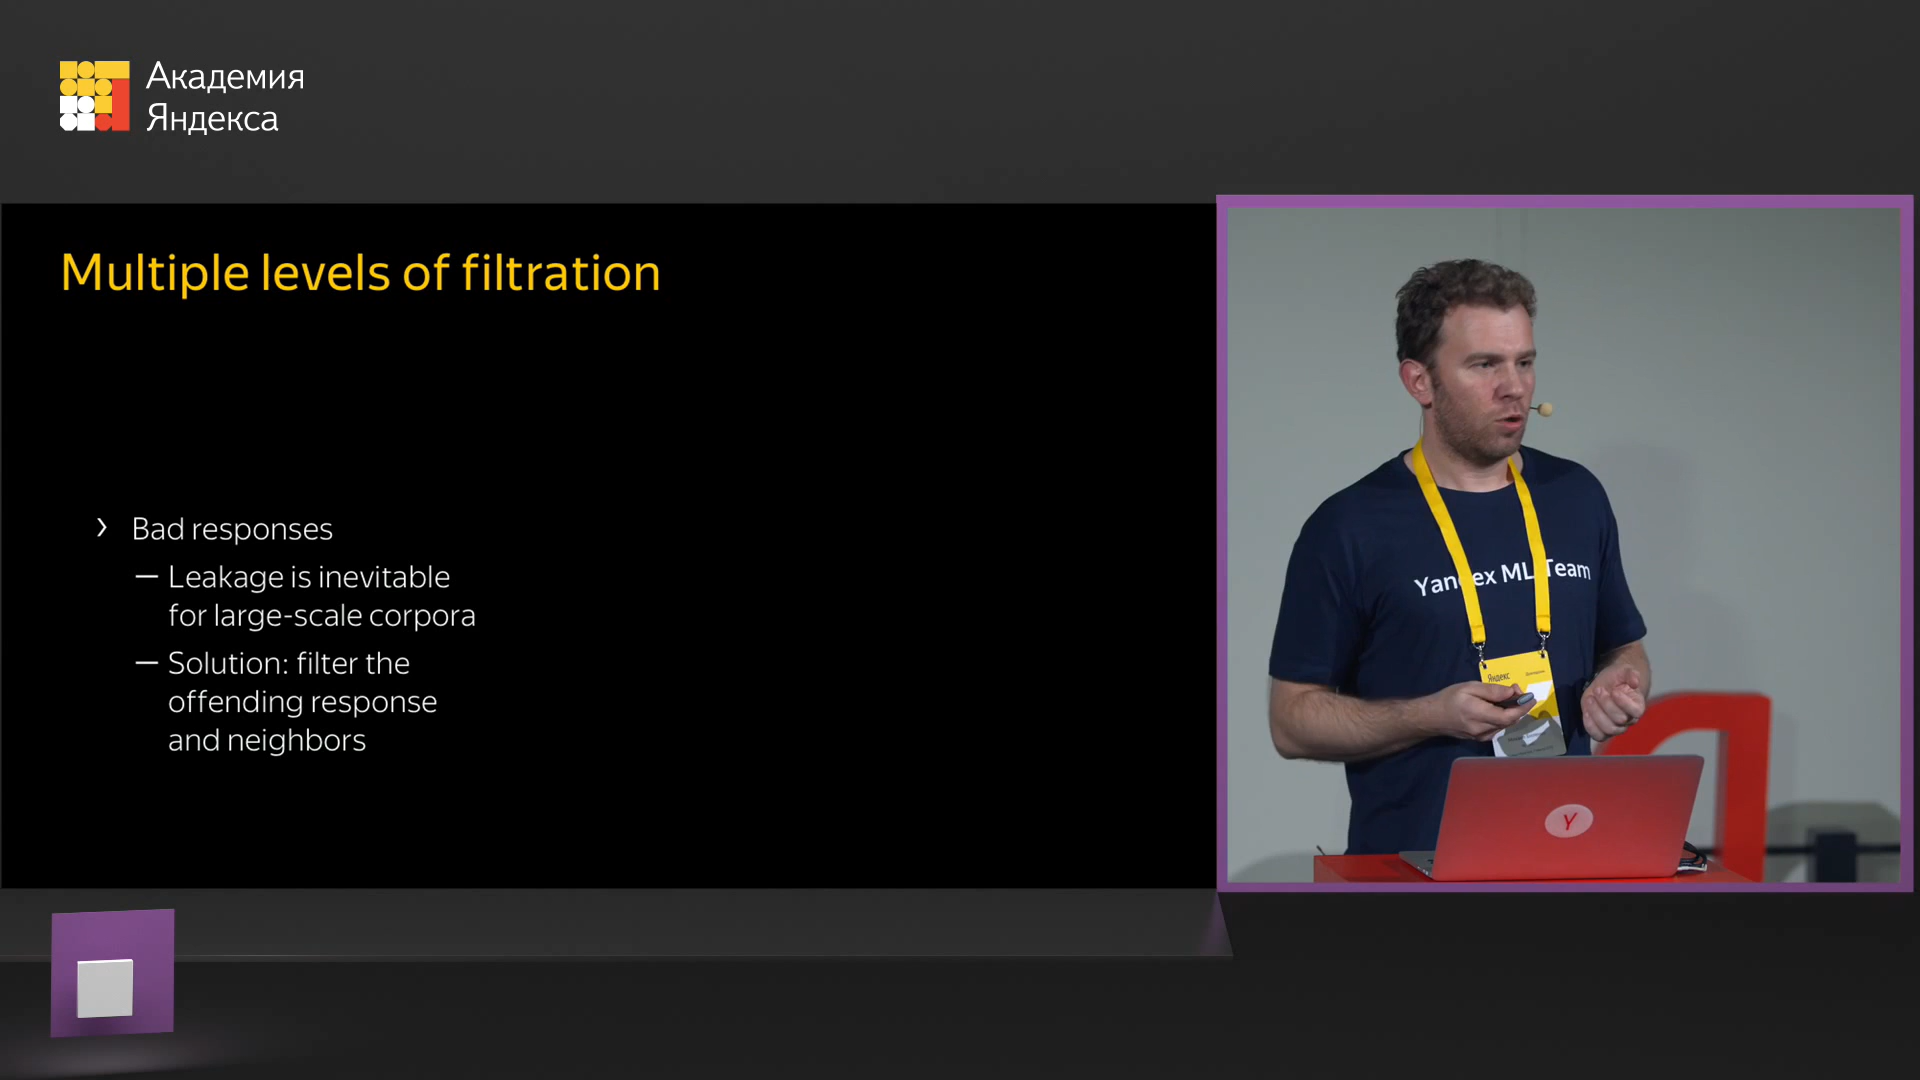 Академия
Яндекса
Multiple levels of filtration
› Bad responses
— Leakage is inevitable
for large-scale corpora
— Solution: filter the
offending response
and neighbors
Yandex ML Team
Яндекс
Y